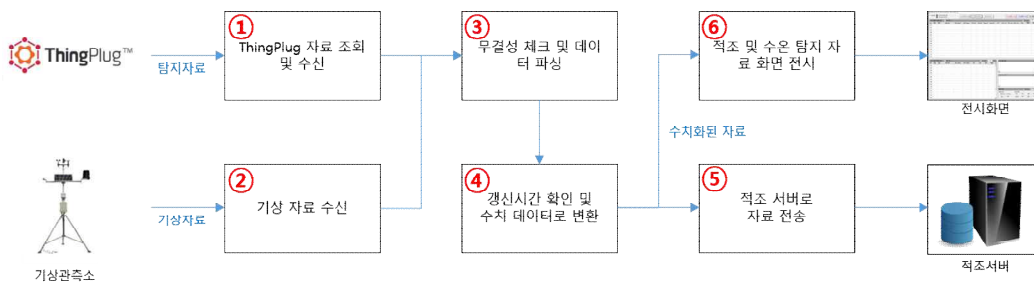 ThingPlug™
탐지자료
①
ThingPlug 자료 조회
및 수신
③
무결성 체크 및 데이
터 파싱
⑥
적조 및 수온 탐지 자
료 화면 전시
전시화면
수치화된 자료
기상관측소
기상자료
②
기상 자료 수신
④
갱신시간 확인 및
수치 데이터로 변환
⑤
적조 서버로
자료 전송
적조서버